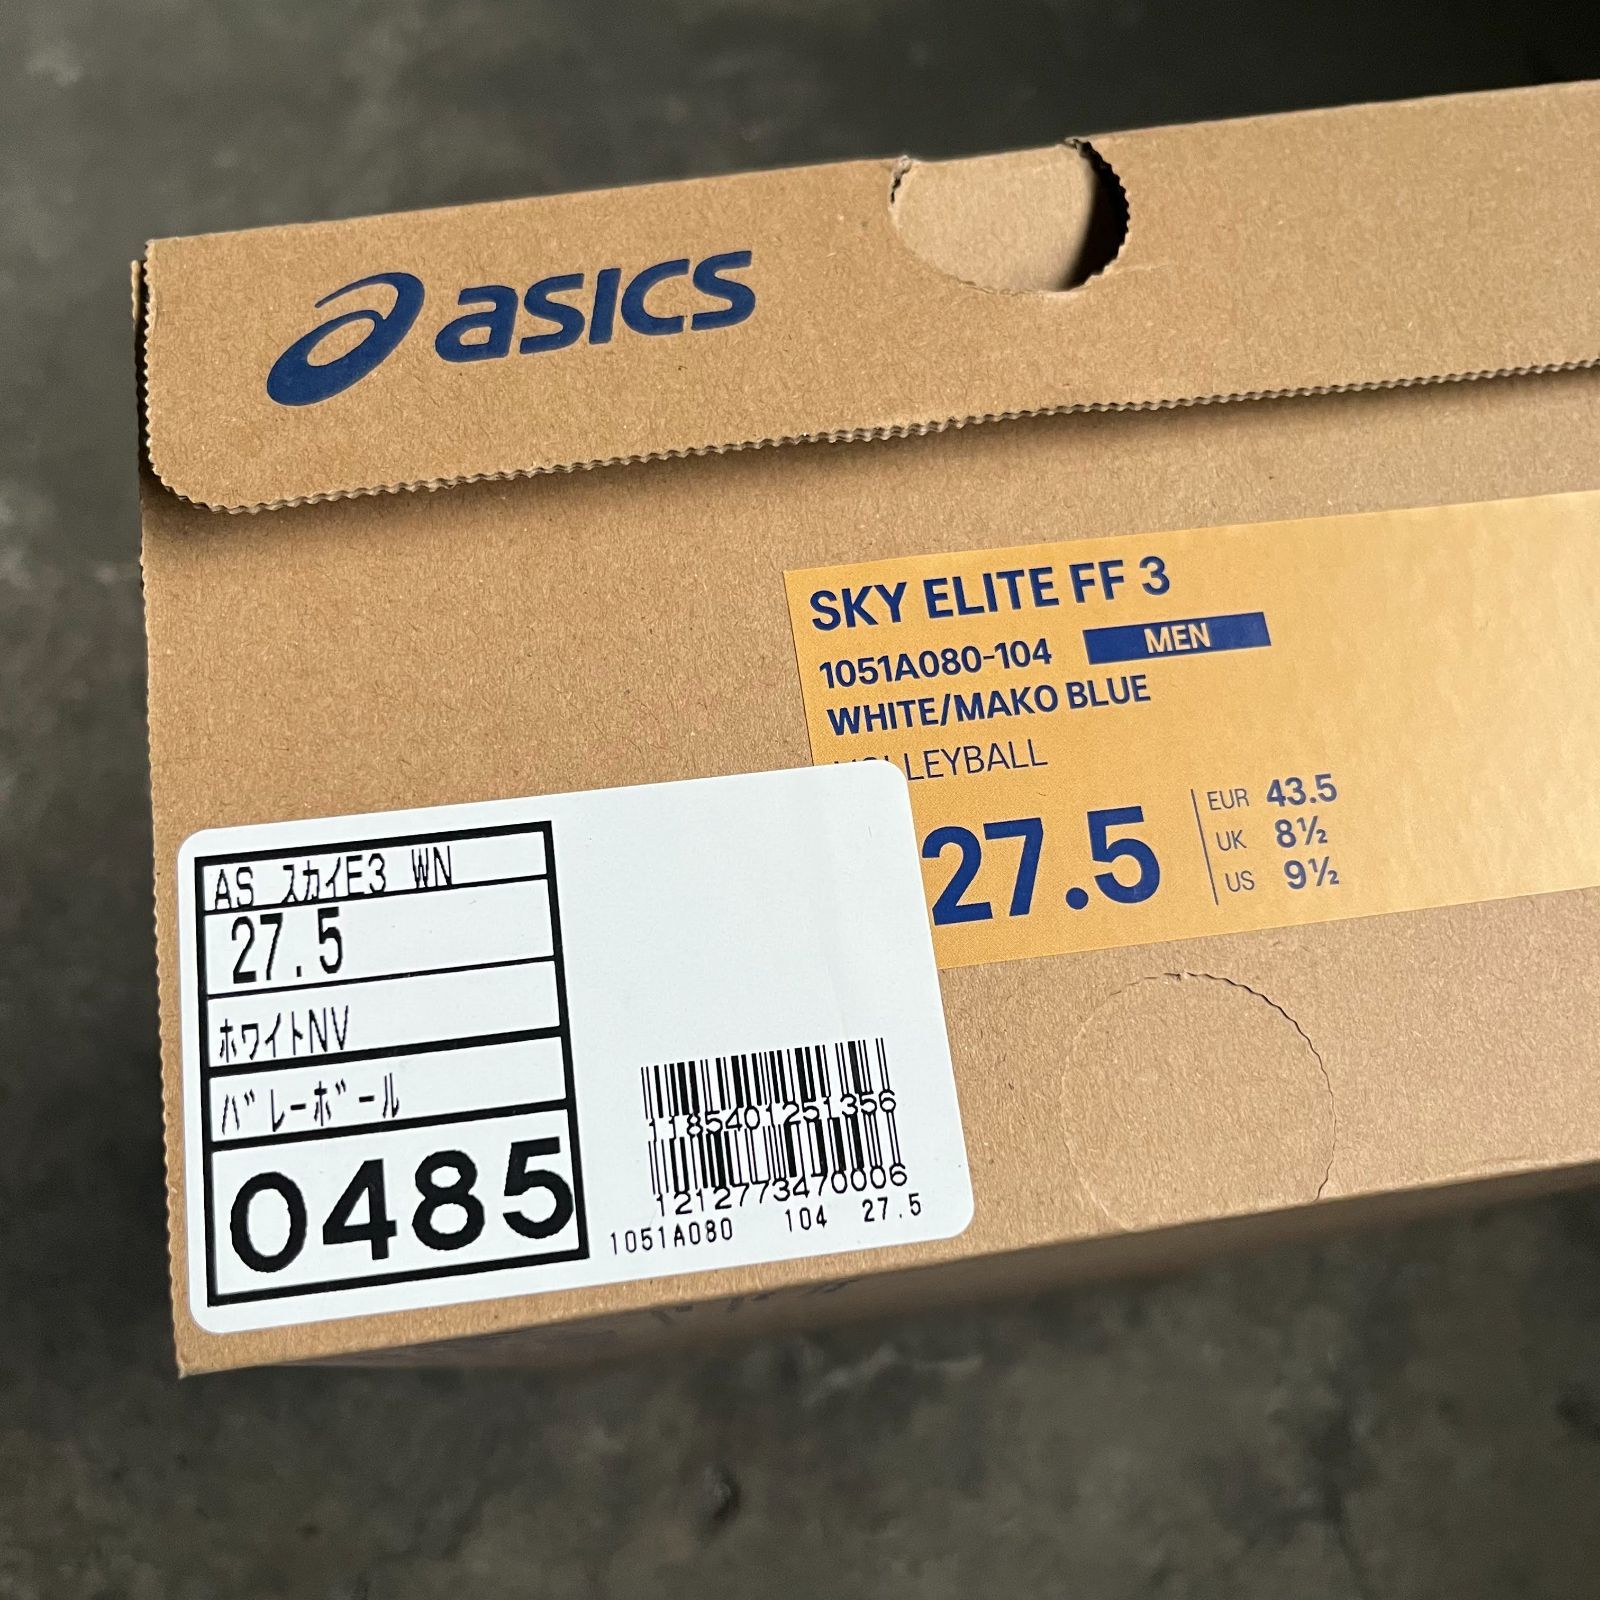 asics
SKY ELITE FF 3
1051A080-104 MEN
WHITE/MAKO BLUE
VOLLEYBALL
27.5
EUR 43.5
UK 8½
US 9½
AS ｽｶｲE3 WN
27.5
ﾎﾜｲﾄNV
ﾊﾞﾚｰﾎﾞｰﾙ
0485
1185401251356
1212773470006
1051A080 104 27.5